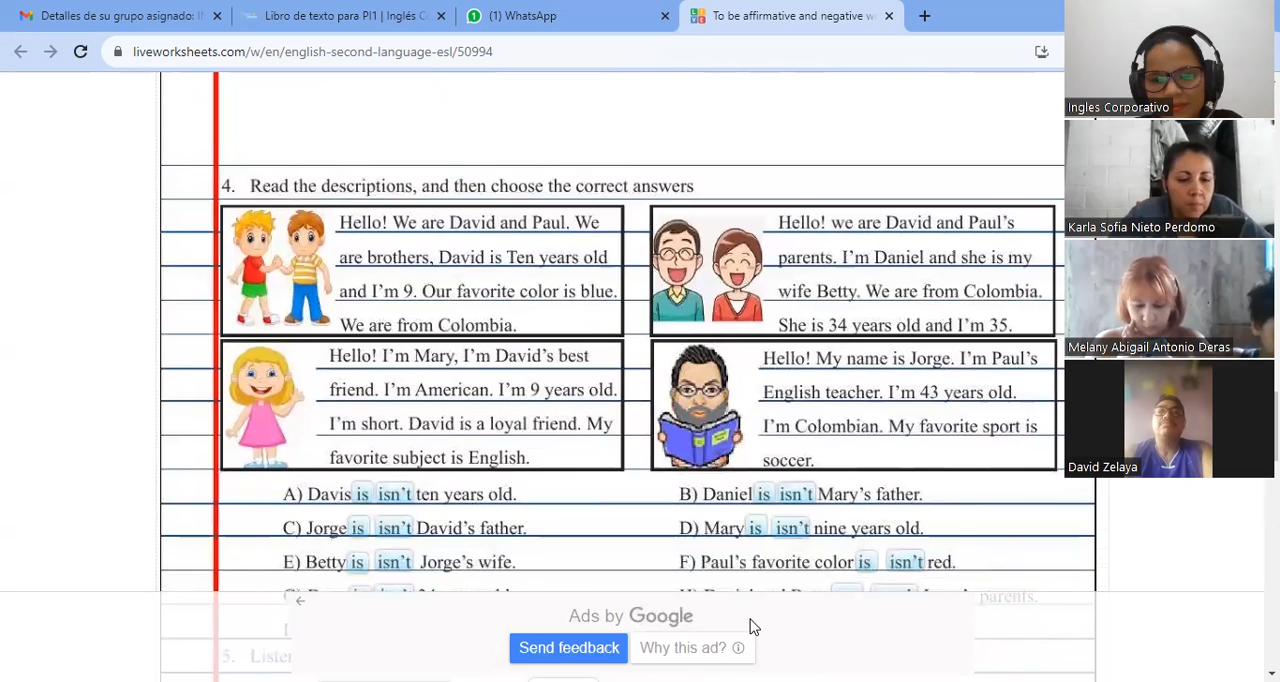 Detalles de su grupo asignado: I
Libro de texto para PI1 | Inglés C
(1) WhatsApp
To be affirmative and negative w
liveworksheets.com/w/en/english-second-language-esl/50994
4. Read the descriptions, and then choose the correct answers
Hello! We are David and Paul. We
are brothers, David is Ten years old
and I'm 9. Our favorite color is blue.
We are from Colombia.
Hello! we are David and Paul's
parents. I'm Daniel and she is my
wife Betty. We are from Colombia.
She is 34 years old and I'm 35.
Hello! I'm Mary. I'm David's best
friend. I'm American. I'm 9 years old.
I'm short. David is a loyal friend. My
favorite subject is English.
Hello! My name is Jorge. I'm Paul's
English teacher. I'm 43 years old.
I'm Colombian. My favorite sport is
soccer.
A) Davis is isn't ten years old.
B) Daniel is isn't Mary's father.
C) Jorge is isn't David's father.
D) Mary is isn't nine years old.
E) Betty is isn't Jorge's wife.
F) Paul's favorite color is isn't red.
parents.
5. Listen
Ads by Google
Send feedback
Why this ad?
Ingles Corporativo
Karla Sofia Nieto Perdomo
Melany Abigail Antonio Deras
David Zelaya